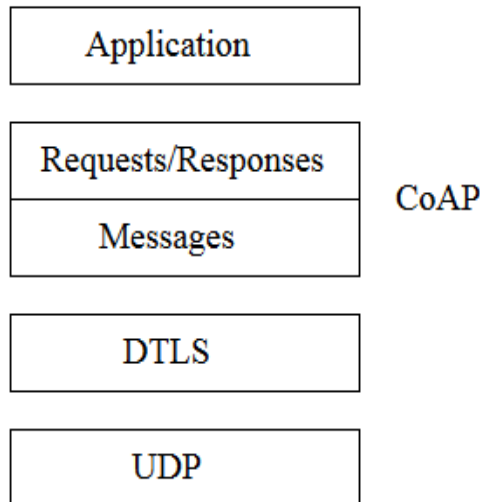 Application
Requests/Responses
CoAP
Messages
DTLS
UDP